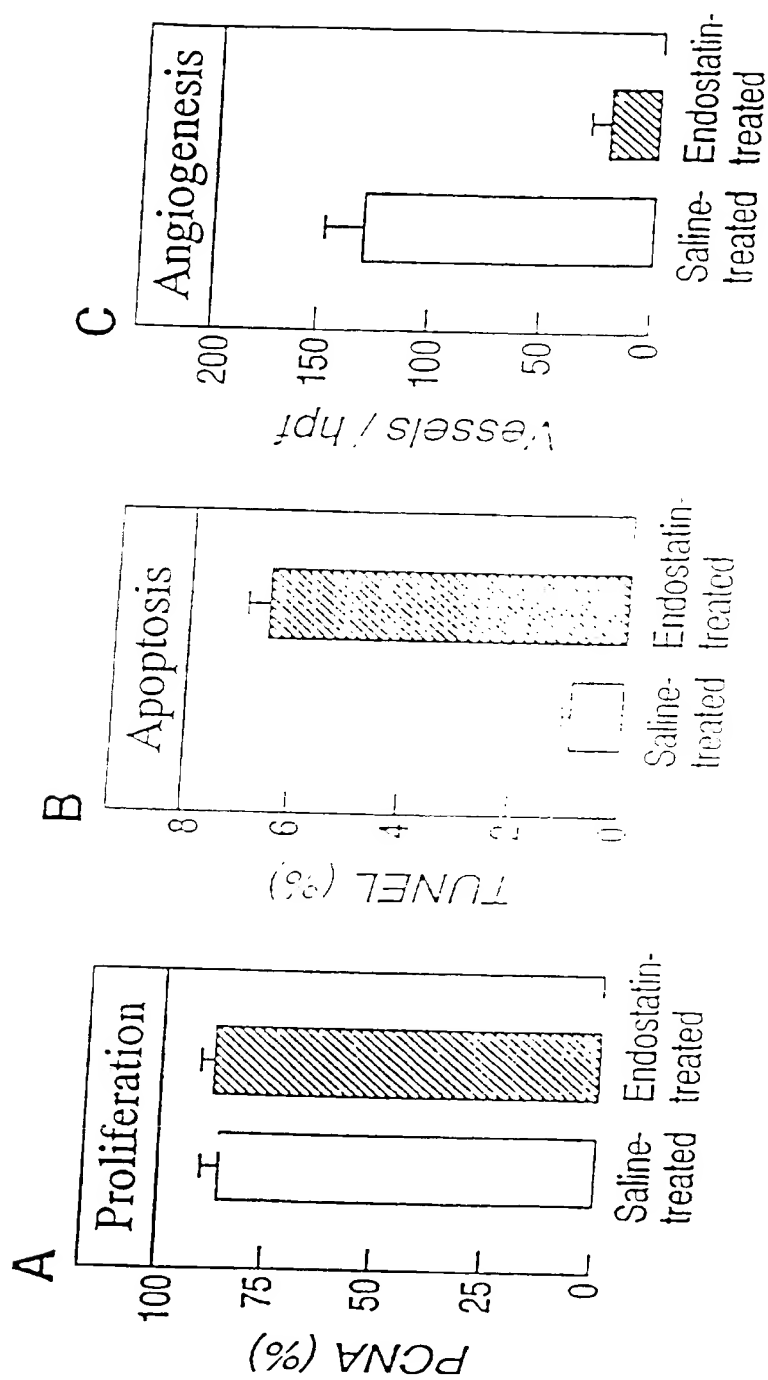 A
Proliferation
PCNA (%)
100
75
50
25
0
Saline-
treated
Endostatin-
treated
B
Apoptosis
TUNEL (%)
8
6
4
2
0
Saline-
treated
Endostatin-
treated
C
Angiogenesis
Vessels / hpf
200
150
100
50
0
Saline-
treated
Endostatin-
treated